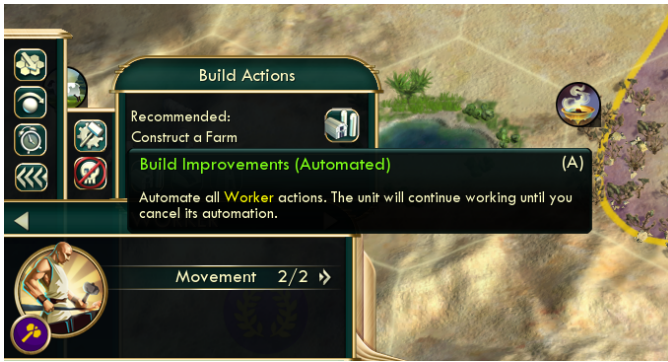 Build Actions
Recommended:
Construct a Farm
Build Improvements (Automated) (A)
Automate all Worker actions. The unit will continue working until you
cancel its automation.
Movement 2/2